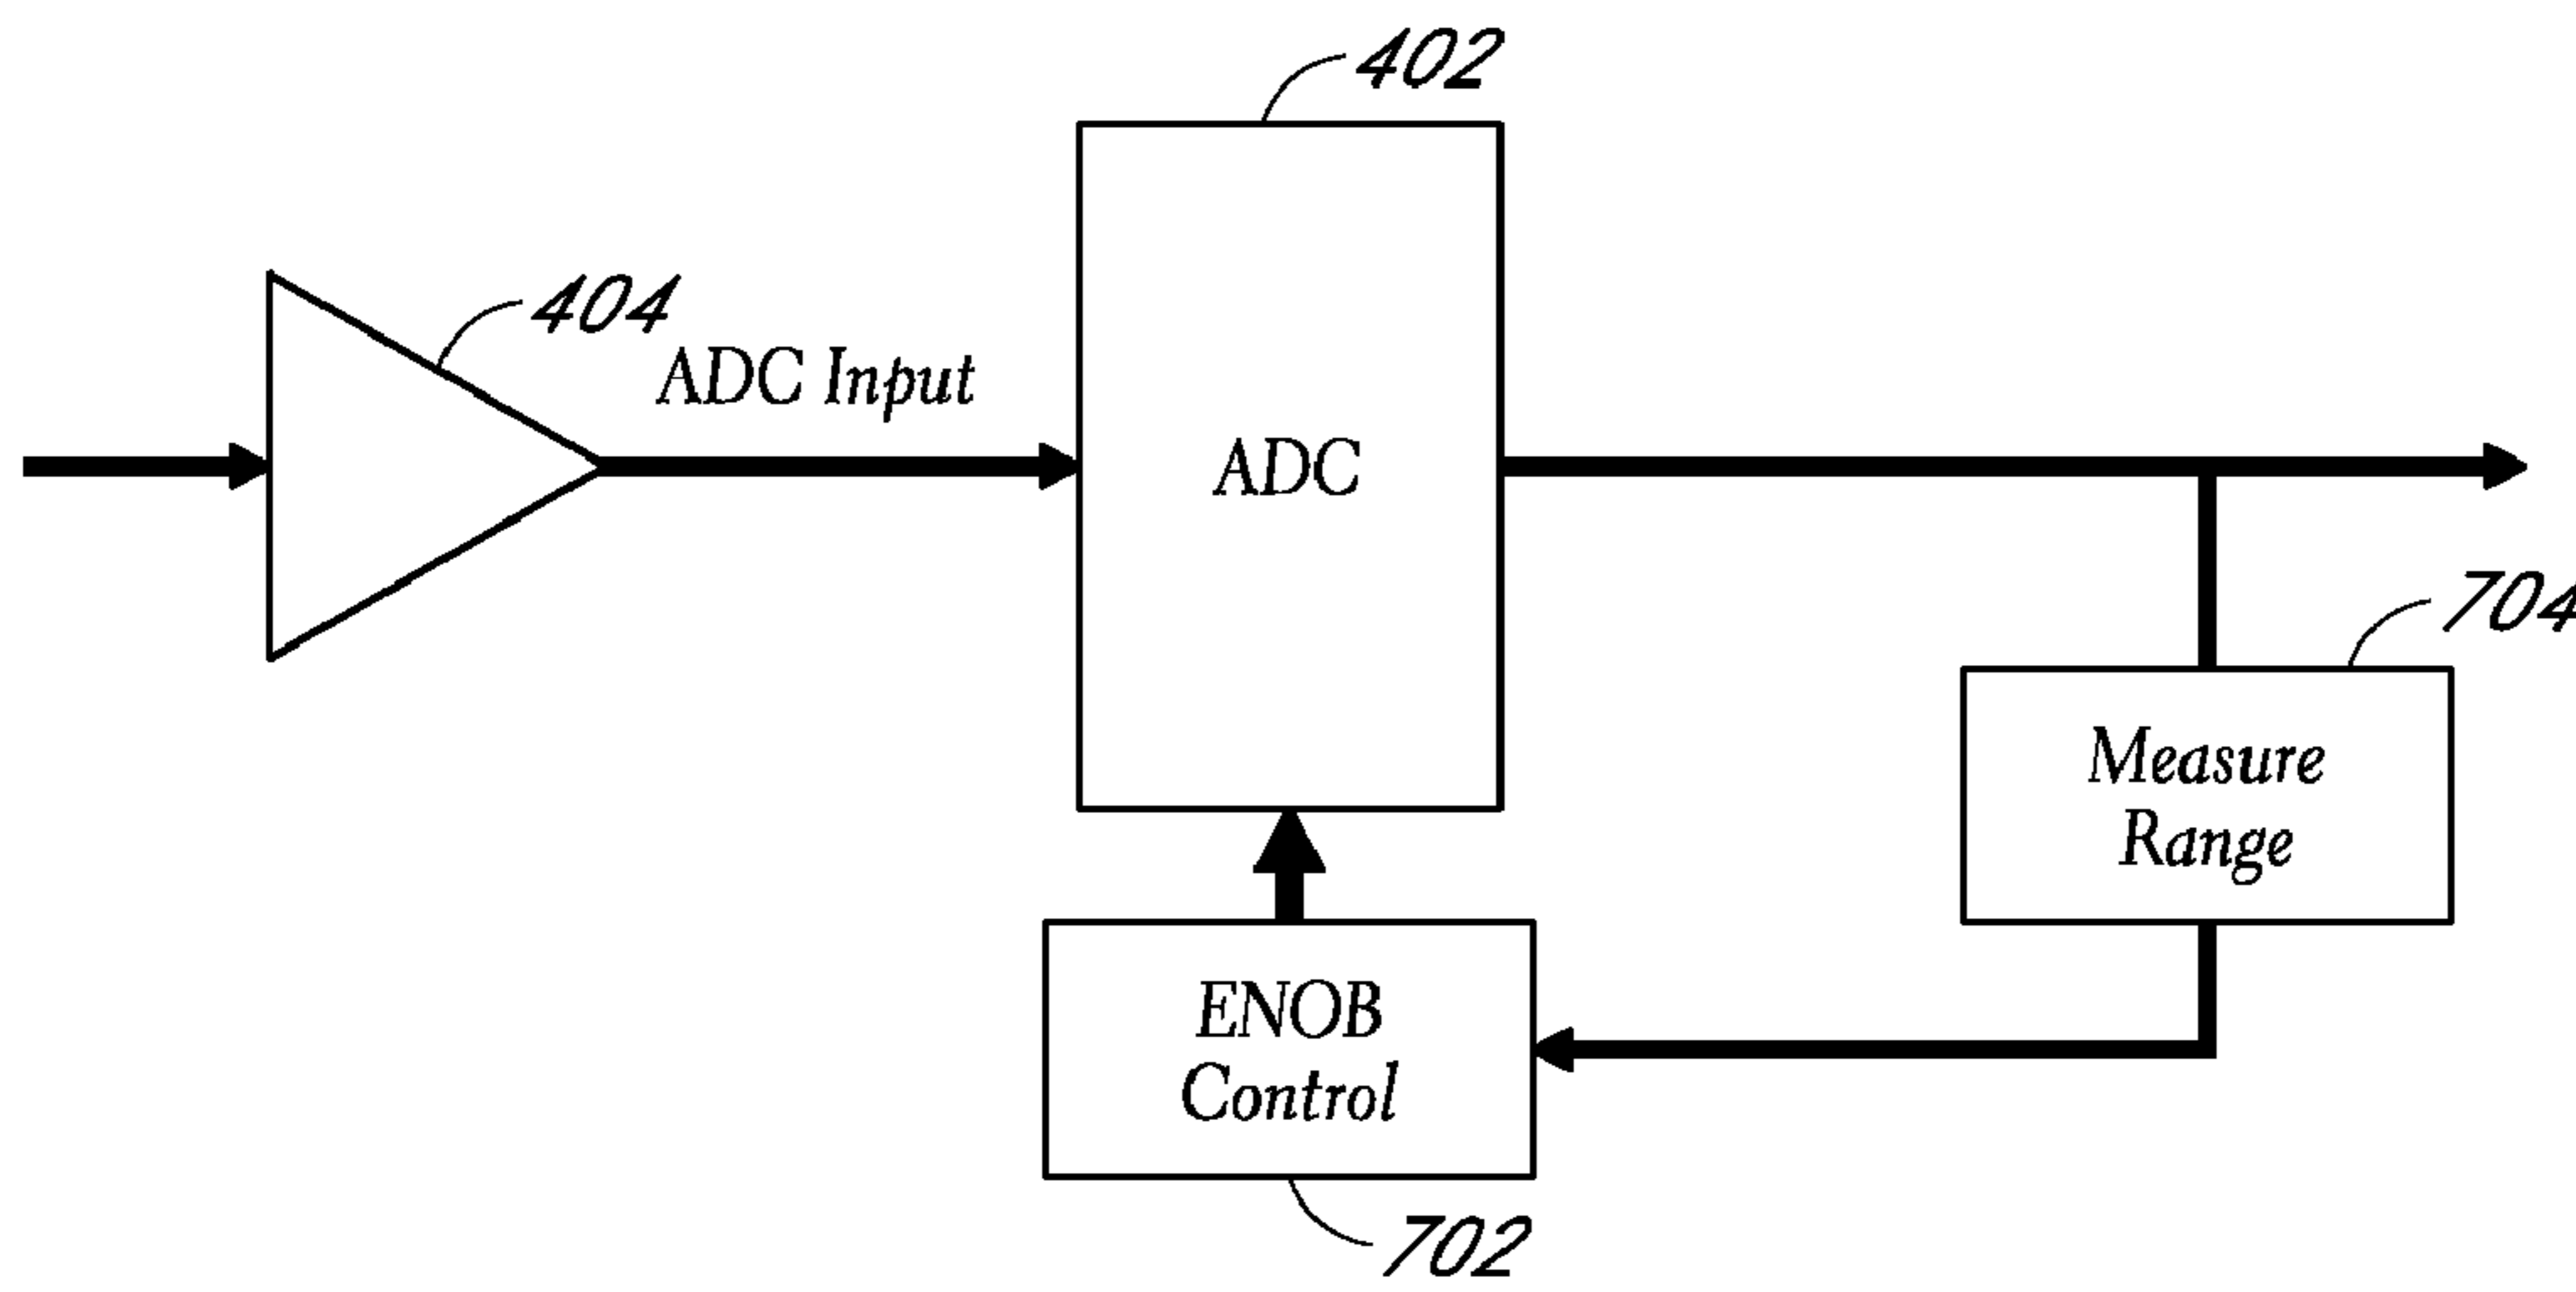 402
404
ADC Input
ADC
704
Measure
Range
ENOB
Control
702